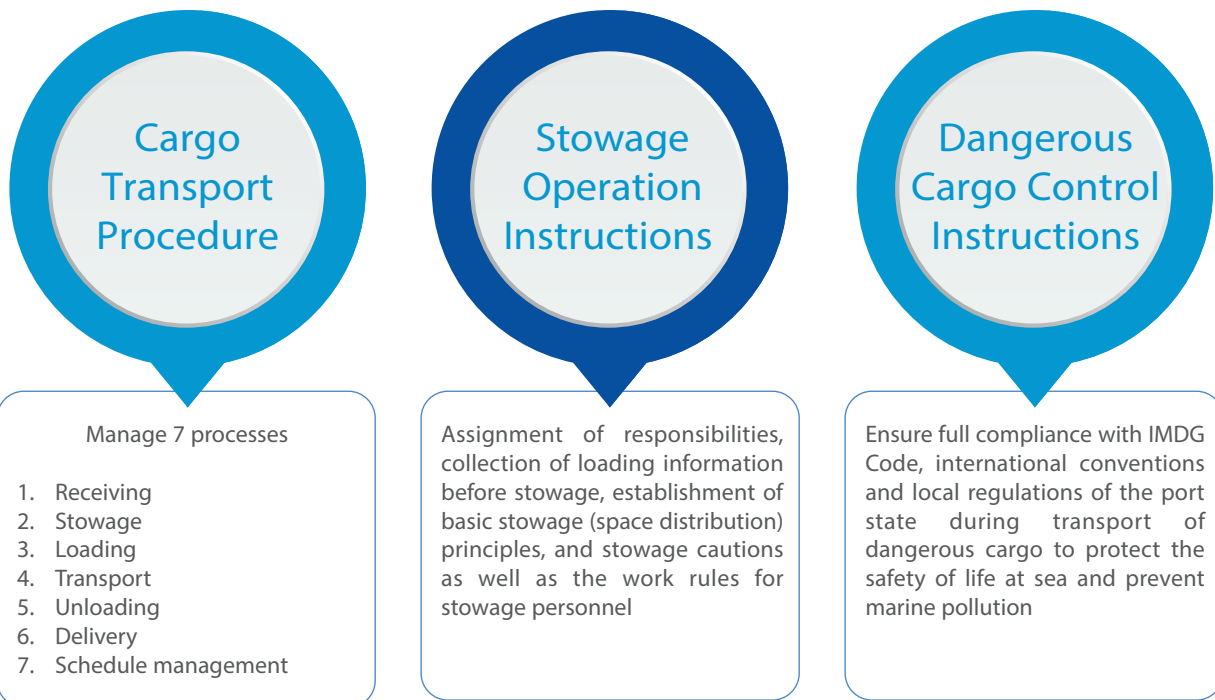 Cargo
Transport
Procedure
Manage 7 processes
1. Receiving
2. Stowage
3. Loading
4. Transport
5. Unloading
6. Delivery
7. Schedule management
Stowage
Operation
Instructions
Assignment of responsibilities,
collection of loading information
before stowage, establishment of
basic stowage (space distribution)
principles, and stowage cautions
as well as the work rules for
stowage personnel
Dangerous
Cargo Control
Instructions
Ensure full compliance with IMDG
Code, international conventions
and local regulations of the port
state during transport of
dangerous cargo to protect the
safety of life at sea and prevent
marine pollution